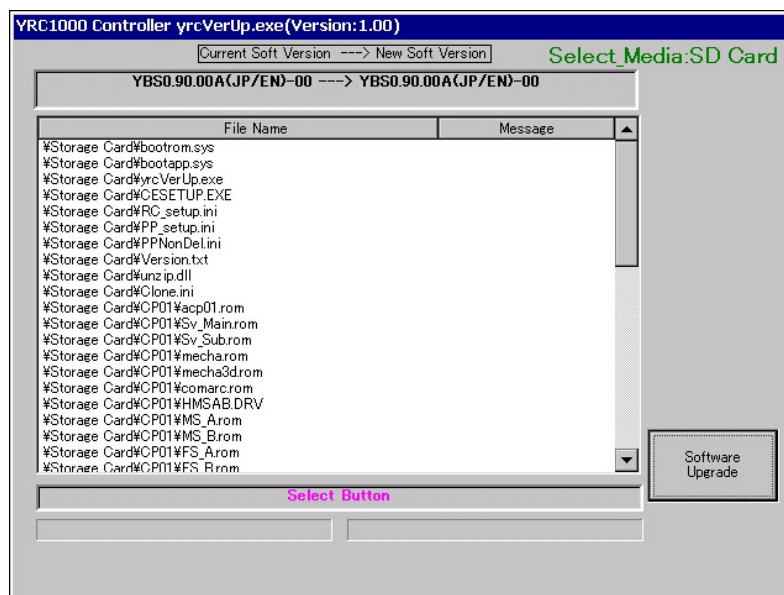 YRC1000 Controller yrcVerUp.exe(Version:1.00)
Current Soft Version ---> New Soft Version
Select_Media:SD Card
YBS0.90.00A(JP/EN)-00 ---> YBS0.90.00A(JP/EN)-00
File Name Message
¥Storage Card¥bootrom.sys
¥Storage Card¥bootapp.sys
¥Storage Card¥yrcVerUp.exe
¥Storage Card¥CESETUP.EXE
¥Storage Card¥RC_setup.ini
¥Storage Card¥PP_setup.ini
¥Storage Card¥PPNonDel.ini
¥Storage Card¥Version.txt
¥Storage Card¥unzip.dll
¥Storage Card¥Clone.ini
¥Storage Card¥CP01¥acp01.rom
¥Storage Card¥CP01¥Sv_Main.rom
¥Storage Card¥CP01¥Sv_Sub.rom
¥Storage Card¥CP01¥mecha.rom
¥Storage Card¥CP01¥mecha3d.rom
¥Storage Card¥CP01¥comarc.rom
¥Storage Card¥CP01¥HMSAB.DRV
¥Storage Card¥CP01¥MS_A.rom
¥Storage Card¥CP01¥MS_B.rom
¥Storage Card¥CP01¥FS_A.rom
¥Storage Card¥CP01¥FS_B.rom
Software
Upgrade
Select Button